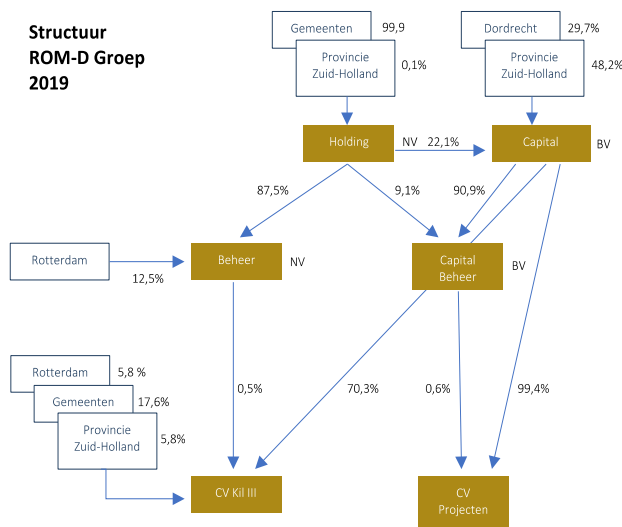 Structuur
ROM-D Groep
2019
Gemeenten
99,9
Provincie
Zuid-Holland
0,1%
Dordrecht
29,7%
Provincie
Zuid-Holland
48,2%
Holding
NV
22,1%
Capital
BV
87,5%
9,1%
90,9%
Rotterdam
12,5%
Beheer
NV
Capital
Beheer
BV
Rotterdam
5,8 %
Gemeenten
17,6%
Provincie
Zuid-Holland
5,8%
0,5%
70,3%
0,6%
99,4%
CV Kil III
CV
Projecten